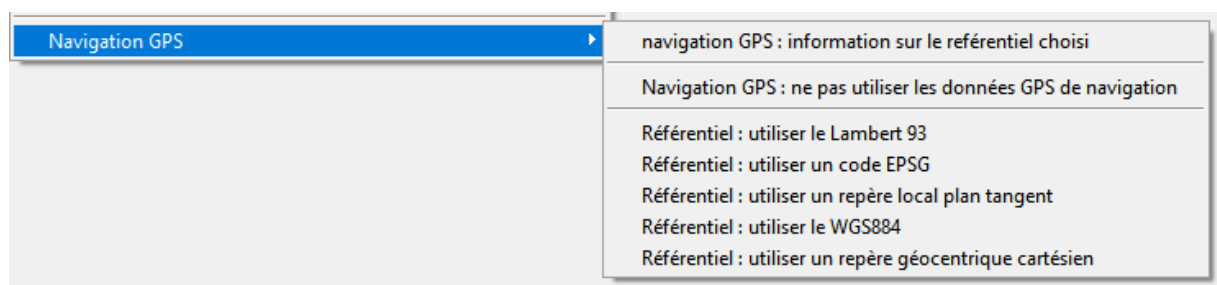 Navigation GPS
navigation GPS : information sur le reférentiel choisi
Navigation GPS : ne pas utiliser les données GPS de navigation
Référentiel : utiliser le Lambert 93
Référentiel : utiliser un code EPSG
Référentiel : utiliser un repère local plan tangent
Référentiel : utiliser le WGS884
Référentiel : utiliser un repère géocentrique cartésien